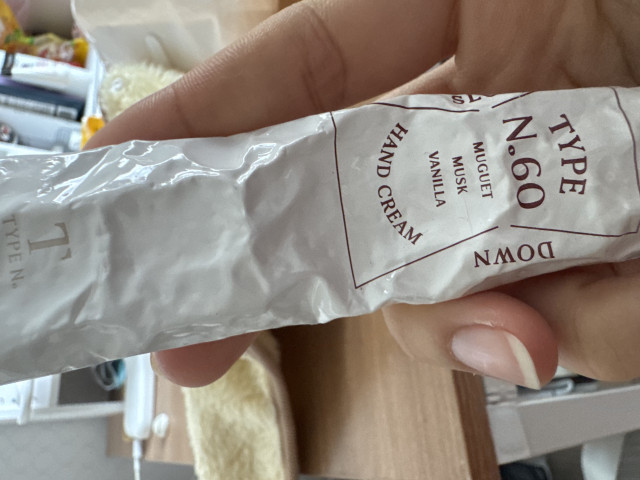 TYPE
N.60
MUGUET
MUSK
VANILLA
HAND CREAM
DOWN
T
TYPE N.